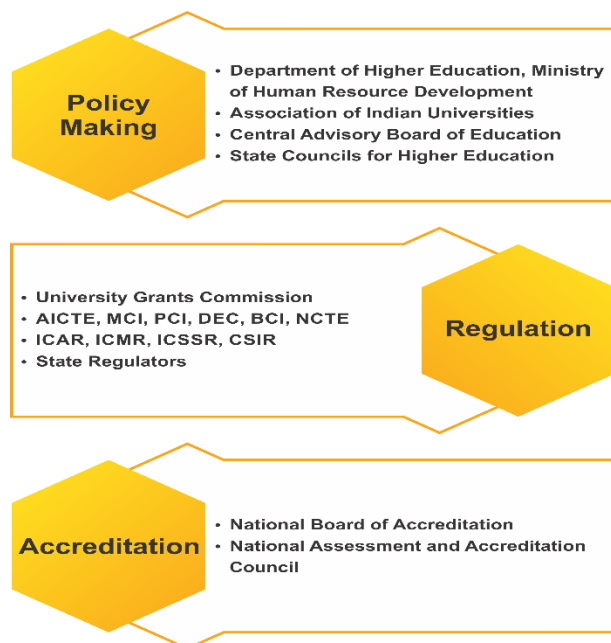 Policy
Making
• Department of Higher Education, Ministry
of Human Resource Development
• Association of Indian Universities
• Central Advisory Board of Education
• State Councils for Higher Education
• University Grants Commission
• AICTE, MCI, PCI, DEC, BCI, NCTE
• ICAR, ICMR, ICSSR, CSIR
• State Regulators
Regulation
Accreditation
• National Board of Accreditation
• National Assessment and Accreditation
Council